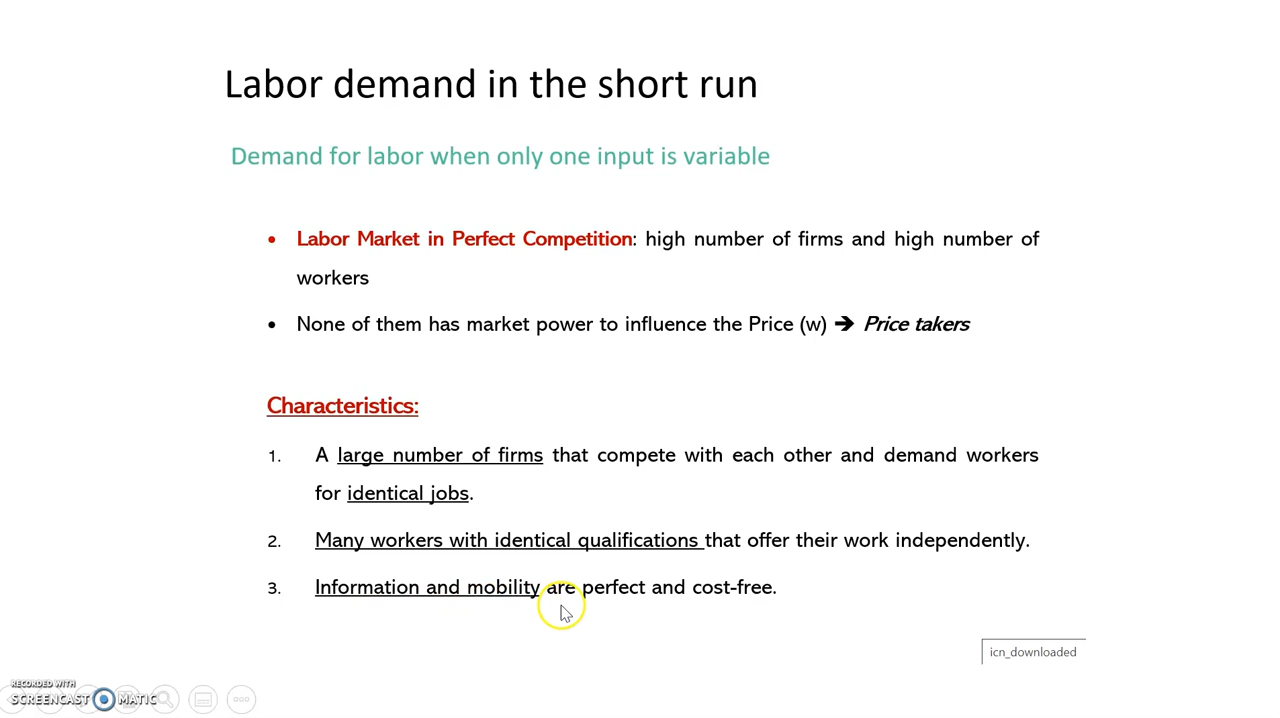 Labor demand in the short run
Demand for labor when only one input is variable
• Labor Market in Perfect Competition: high number of firms and high number of
workers
• None of them has market power to influence the Price (w) ➔ Price takers
Characteristics:
1. A large number of firms that compete with each other and demand workers
for identical jobs.
2. Many workers with identical qualifications that offer their work independently.
3. Information and mobility are perfect and cost-free.
icn_downloaded
RECORDED WITH
SCREENCAST MATIC